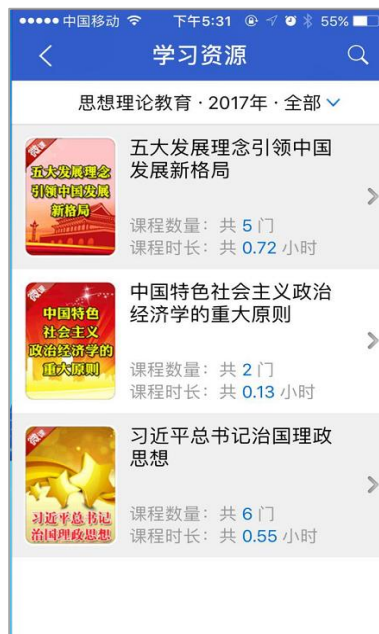 中国移动 下午5:31 55%
学习资源
思想理论教育 · 2017年 · 全部
微课
五大发展理念
引领中国发展
新格局
五大发展理念引领中国
发展新格局
课程数量：共 5 门
课程时长：共 0.72 小时
微课
中国特色
社会主义
政治经济学的
重大原则
中国特色社会主义政治
经济学的重大原则
课程数量：共 2 门
课程时长：共 0.13 小时
微课
习近平总书记
治国理政思想
习近平总书记治国理政
思想
课程数量：共 6 门
课程时长：共 0.55 小时